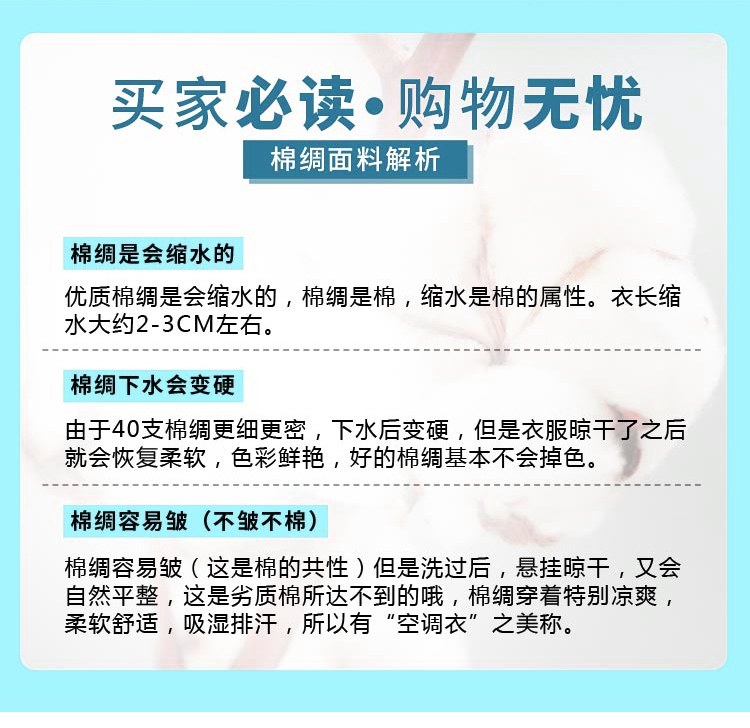 买家必读•购物无忧
棉绸面料解析
棉绸是会缩水的
优质棉绸是会缩水的，棉绸是棉，缩水是棉的属性。衣长缩
水大约2-3CM左右。
棉绸下水会变硬
由于40支棉绸更细更密，下水后变硬，但是衣服晾干了之后
就会恢复柔软，色彩鲜艳，好的棉绸基本不会掉色。
棉绸容易皱（不皱不棉）
棉绸容易皱（这是棉的共性）但是洗过后，悬挂晾干，又会
自然平整，这是劣质棉所达不到的哦，棉绸穿着特别凉爽，
柔软舒适，吸湿排汗，所以有“空调衣”之美称。